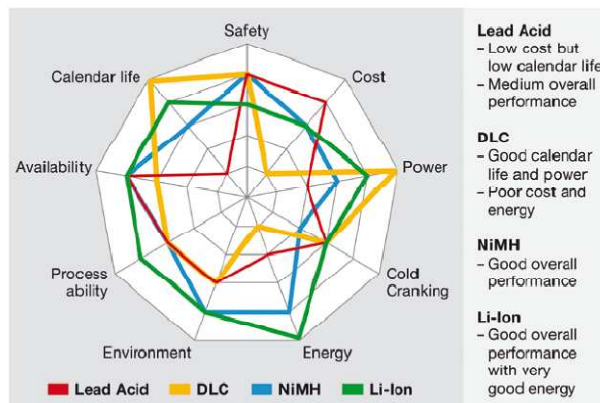 Safety
Calendar life
Cost
Availability
Power
Process
ability
Cold
Cranking
Environment
Energy
Lead Acid
DLC
NiMH
Li-Ion
Lead Acid
– Low cost but
low calendar life
– Medium overall
performance
DLC
– Good calendar
life and power
– Poor cost and
energy
NiMH
– Good overall
performance
Li-Ion
– Good overall
performance
with very
good energy